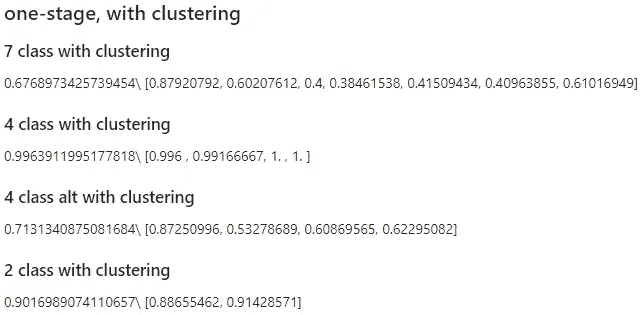 one-stage, with clustering
7 class with clustering
0.6768973425739454\ [0.87920792, 0.60207612, 0.4, 0.38461538, 0.41509434, 0.40963855, 0.61016949]
4 class with clustering
0.9963911995177818\ [0.996 , 0.99166667, 1. , 1. ]
4 class alt with clustering
0.7131340875081684\ [0.87250996, 0.53278689, 0.60869565, 0.62295082]
2 class with clustering
0.9016989074110657\ [0.88655462, 0.91428571]